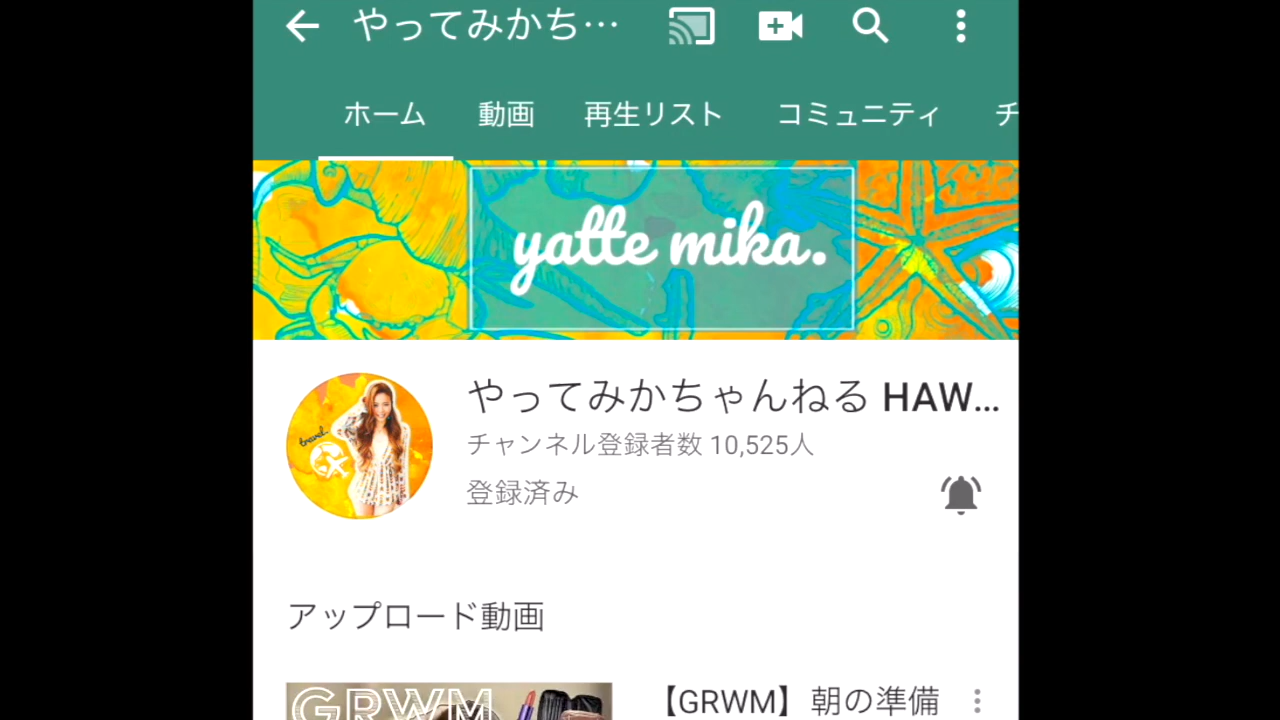 やってみかち…
ホーム 動画 再生リスト コミュニティ チ
yatte mika.
travel.
やってみかちゃんねる HAW...
チャンネル登録者数 10,525人
登録済み
アップロード動画
GRWM
【GRWM】朝の準備